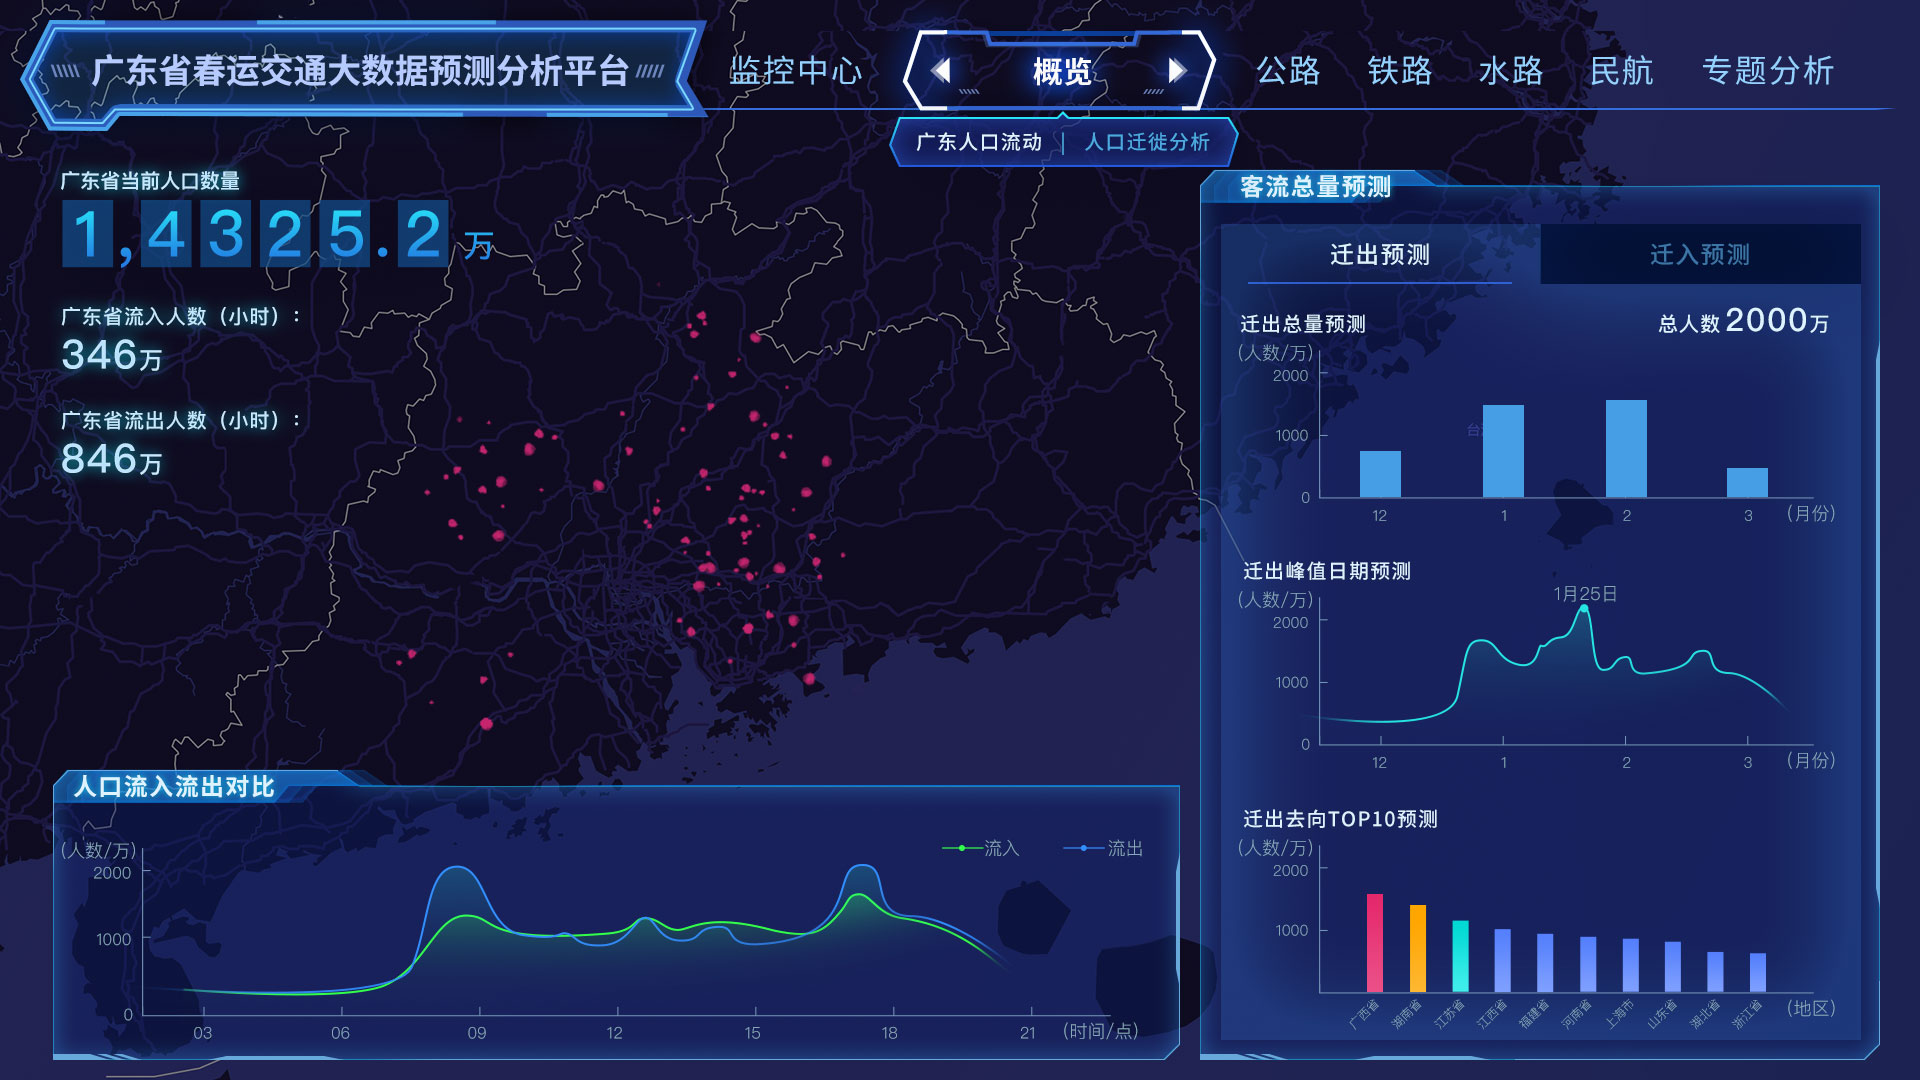 广东省春运交通大数据预测分析平台
监控中心
概览
公路
铁路
水路
民航
专题分析
广东人口流动 | 人口迁徙分析
广东省当前人口数量
1,4325.2 万
广东省流入人数（小时）:
346万
广东省流出人数（小时）:
846万
客流总量预测
迁出预测
迁入预测
迁出总量预测
总人数 2000万
(人数/万)
2000
1000
0
12
1
2
3
(月份)
迁出峰值日期预测
(人数/万)
1月25日
2000
1000
0
12
1
2
3
(月份)
迁出去向TOP10预测
(人数/万)
2000
1000
广西省
湖南省
江苏省
江西省
福建省
河南省
上海市
山东省
湖北省
浙江省
(地区)
人口流入流出对比
(人数/万)
流入
流出
2000
1000
0
03
06
09
12
15
18
21
(时间/点)